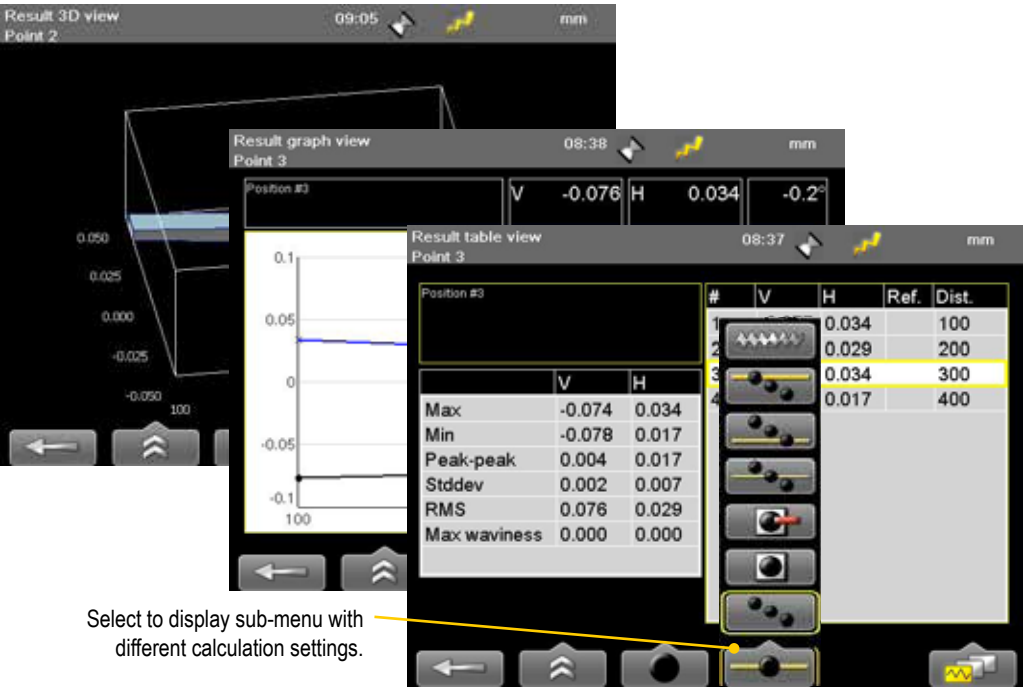 Result 3D view
Point 2
09:05
mm
0.050
0.025
0.000
-0.025
-0.050
100
Result graph view
Point 3
08:38
mm
Position #3
V -0.076 H 0.034 -0.2°
0.1
0.05
0
-0.05
-0.1
100
Result table view
Point 3
08:37
mm
Position #3
V H
Max -0.074 0.034
Min -0.078 0.017
Peak-peak 0.004 0.017
Stddev 0.002 0.007
RMS 0.076 0.029
Max waviness 0.000 0.000
# V H Ref. Dist.
1 0.034 100
2 0.029 200
3 0.034 300
4 0.017 400
Select to display sub-menu with
different calculation settings.